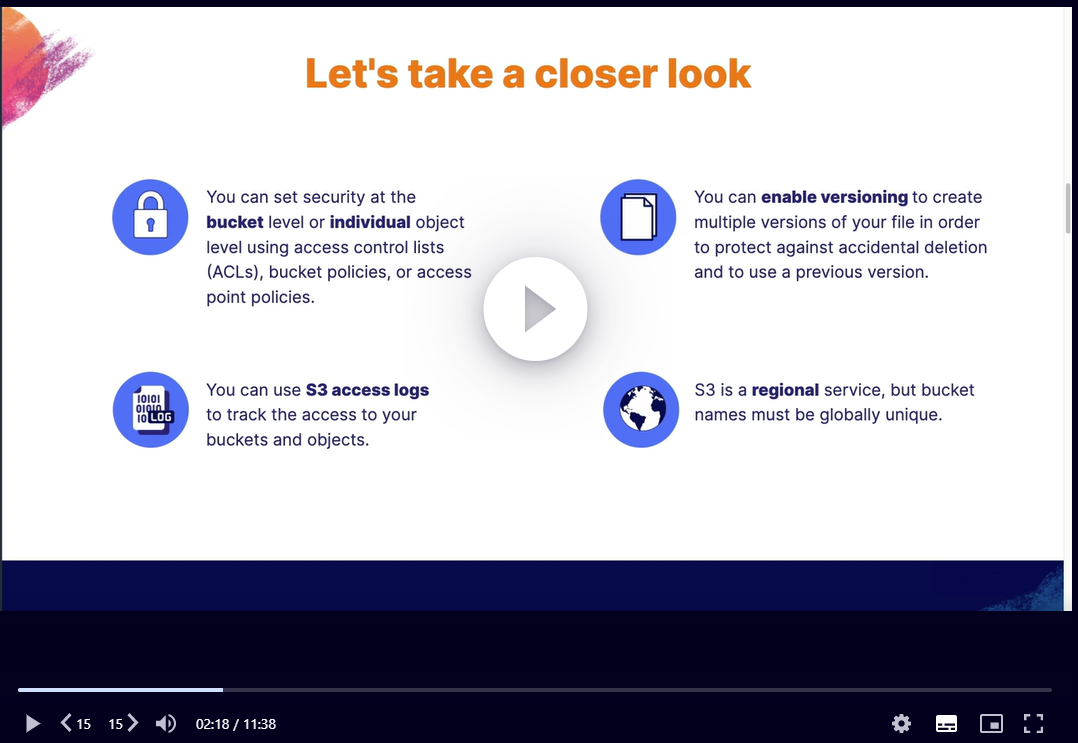 Let's take a closer look
You can set security at the
bucket level or individual object
level using access control lists
(ACLs), bucket policies, or access
point policies.
You can enable versioning to create
multiple versions of your file in order
to protect against accidental deletion
and to use a previous version.
10101
01010
10 LOG
You can use S3 access logs
to track the access to your
buckets and objects.
S3 is a regional service, but bucket
names must be globally unique.
15 15 02:18 / 11:38